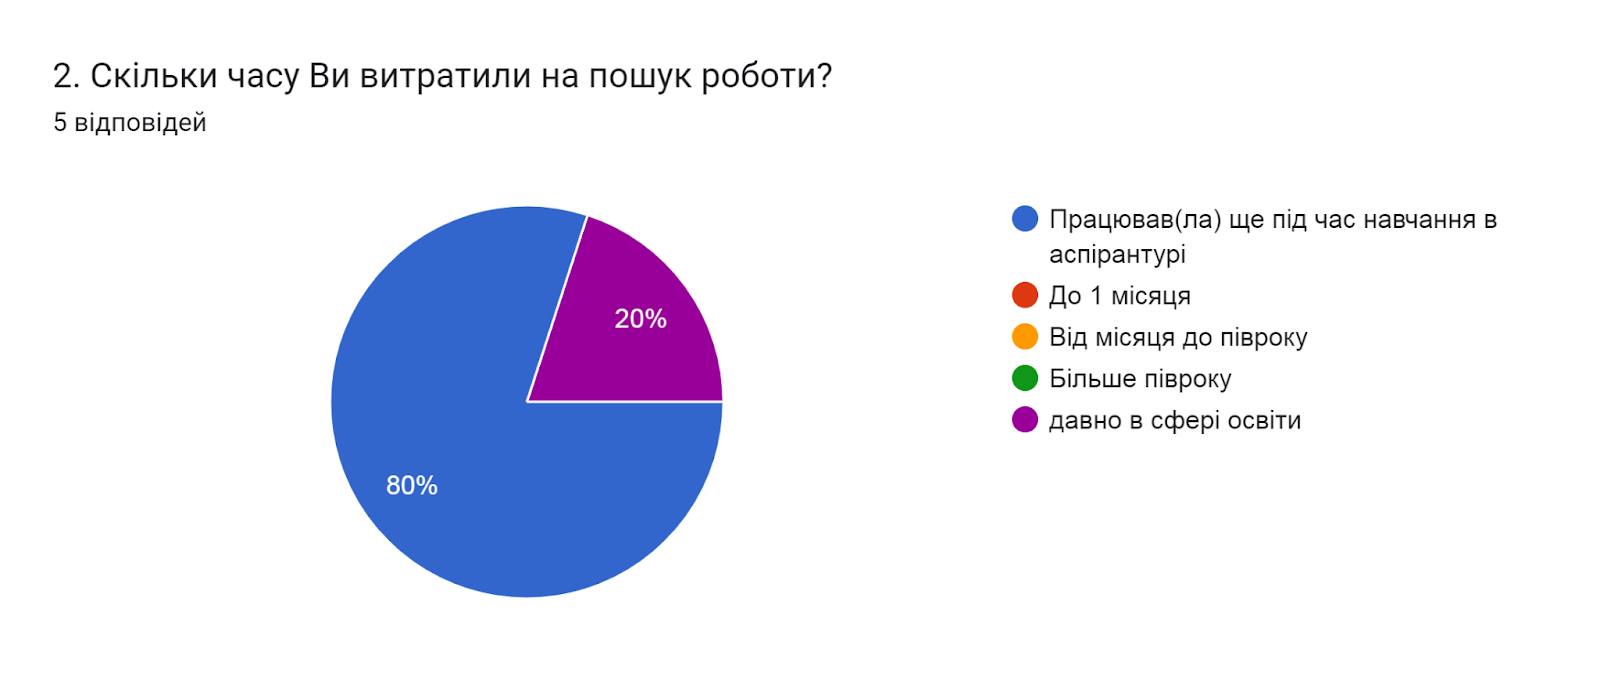 2. Скільки часу Ви витратили на пошук роботи?
5 відповідей
20%
80%
Працював(ла) ще під час навчання в
аспірантурі
До 1 місяця
Від місяця до півроку
Більше півроку
давно в сфері освіти